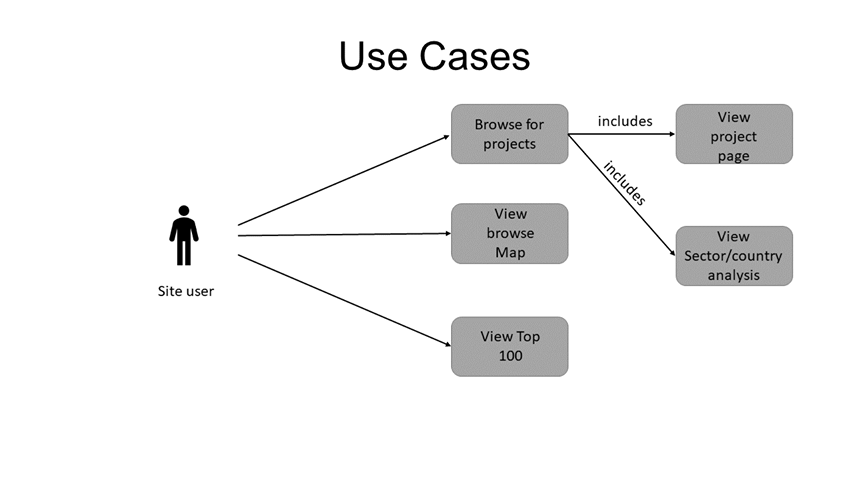 Use Cases
Browse for
projects
includes
View
project
page
includes
View
browse
Map
View
Sector/country
analysis
Site user
View Top
100